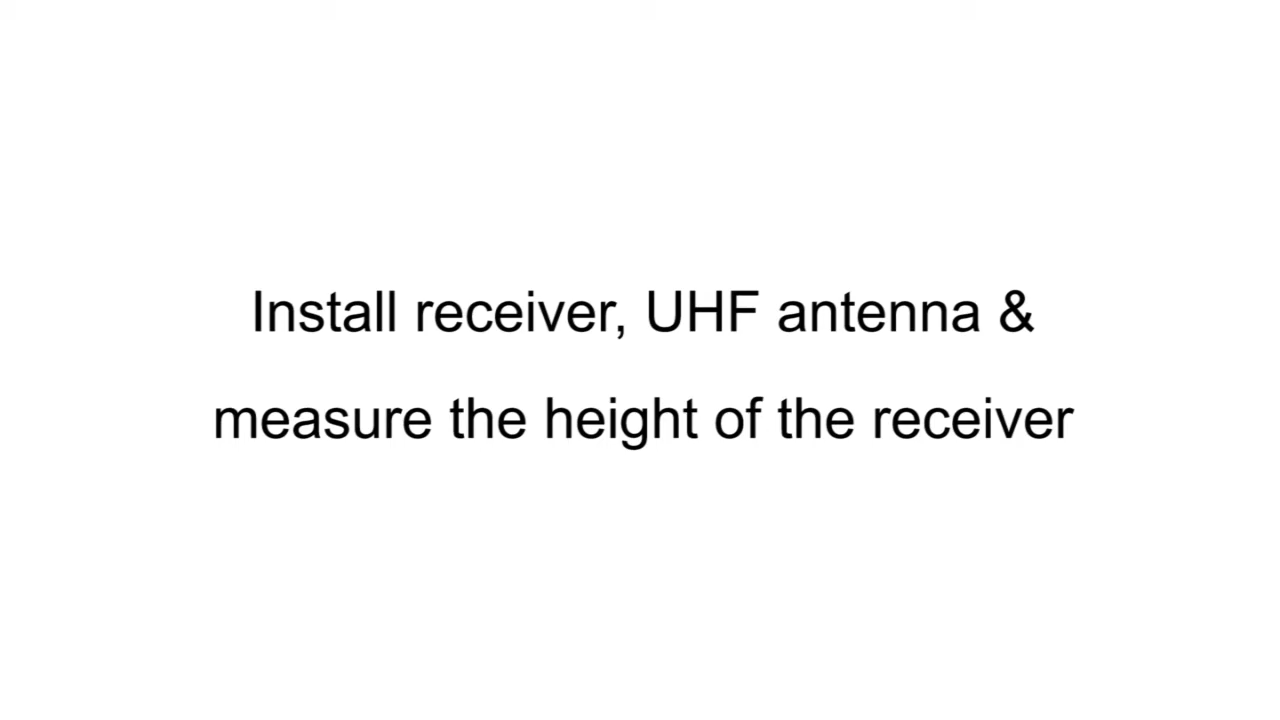 Install receiver, UHF antenna &
measure the height of the receiver